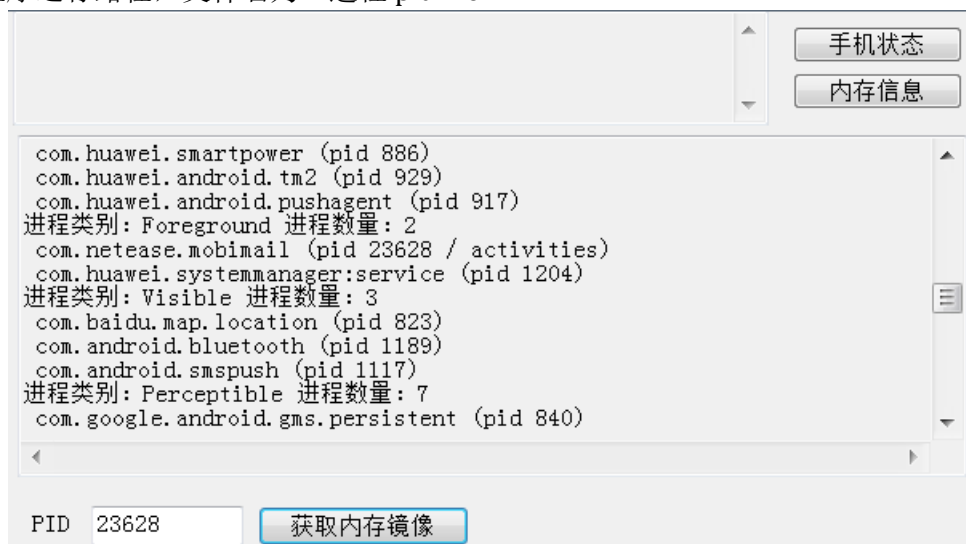 手机状态
内存信息
com.huawei.smartpower (pid 886)
com.huawei.android.tm2 (pid 929)
com.huawei.android.pushagent (pid 917)
进程类别: Foreground 进程数量: 2
com.netease.mobimail (pid 23628 / activities)
com.huawei.systemmanager:service (pid 1204)
进程类别: Visible 进程数量: 3
com.baidu.map.location (pid 823)
com.android.bluetooth (pid 1189)
com.android.smspush (pid 1117)
进程类别: Perceptible 进程数量: 7
com.google.android.gms.persistent (pid 840)
PID 23628 获取内存镜像